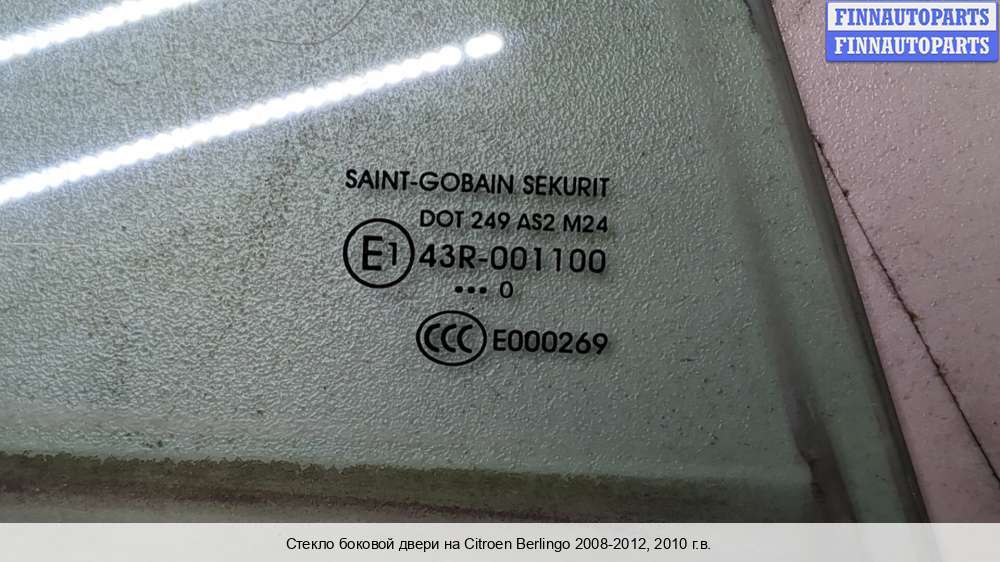 FINNAUTOPARTS
FINNAUTOPARTS
SAINT-GOBAIN SEKURIT
DOT 249 AS2 M24
E1 43R-001100
••• 0
CCC E000269
Стекло боковой двери на Citroen Berlingo 2008-2012, 2010 г.в.